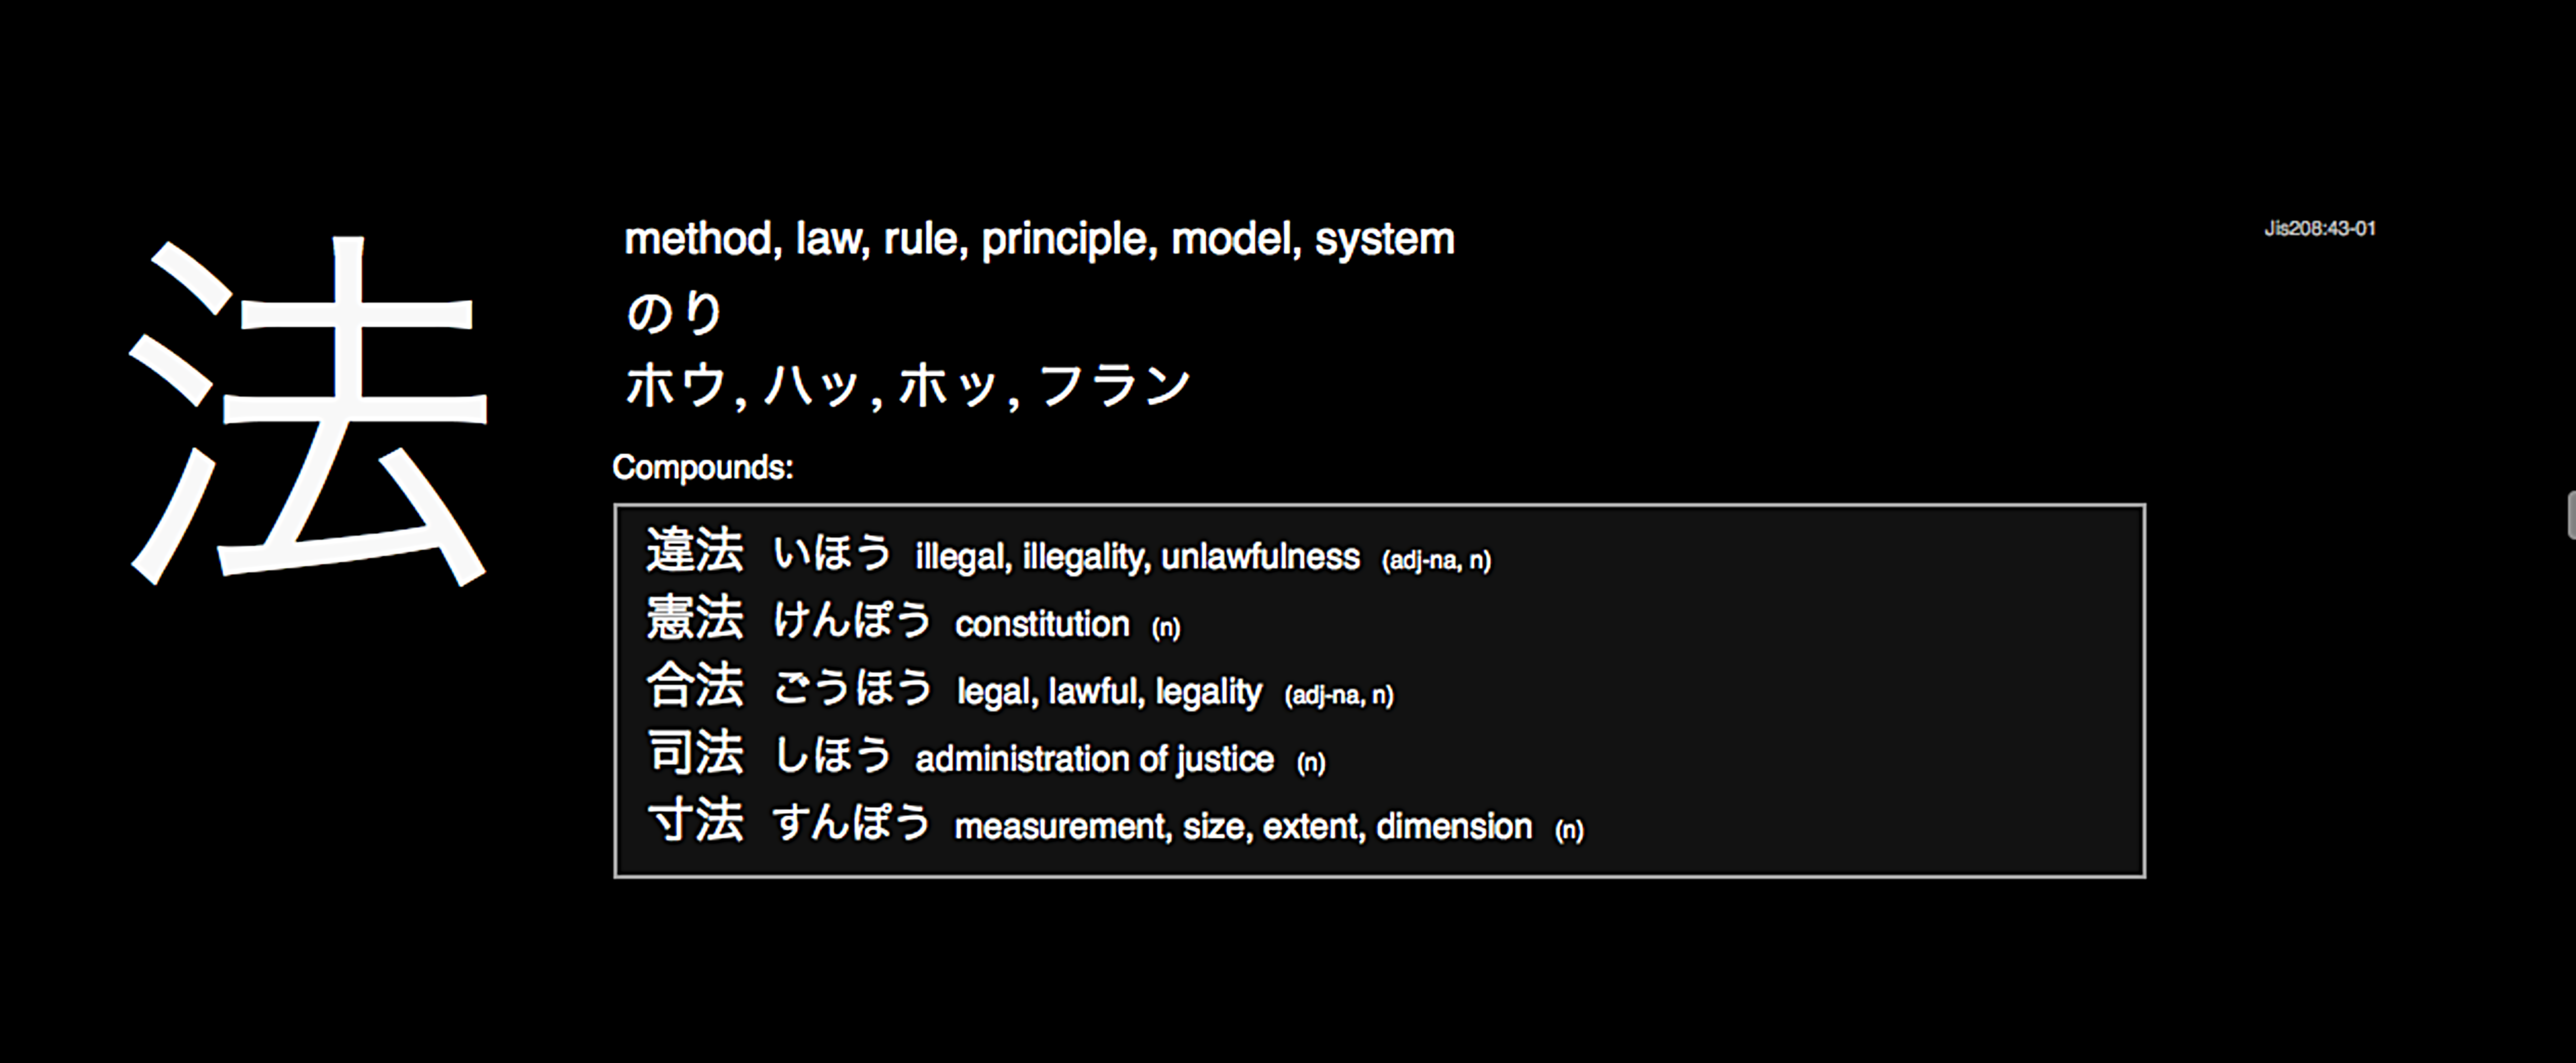 法
method, law, rule, principle, model, system
Jis208:43-01
のり
ホウ, ハッ, ホッ, フラン
Compounds:
違法 いほう illegal, illegality, unlawfulness (adj-na, n)
憲法 けんぽう constitution (n)
合法 ごうほう legal, lawful, legality (adj-na, n)
司法 しほう administration of justice (n)
寸法 すんぽう measurement, size, extent, dimension (n)